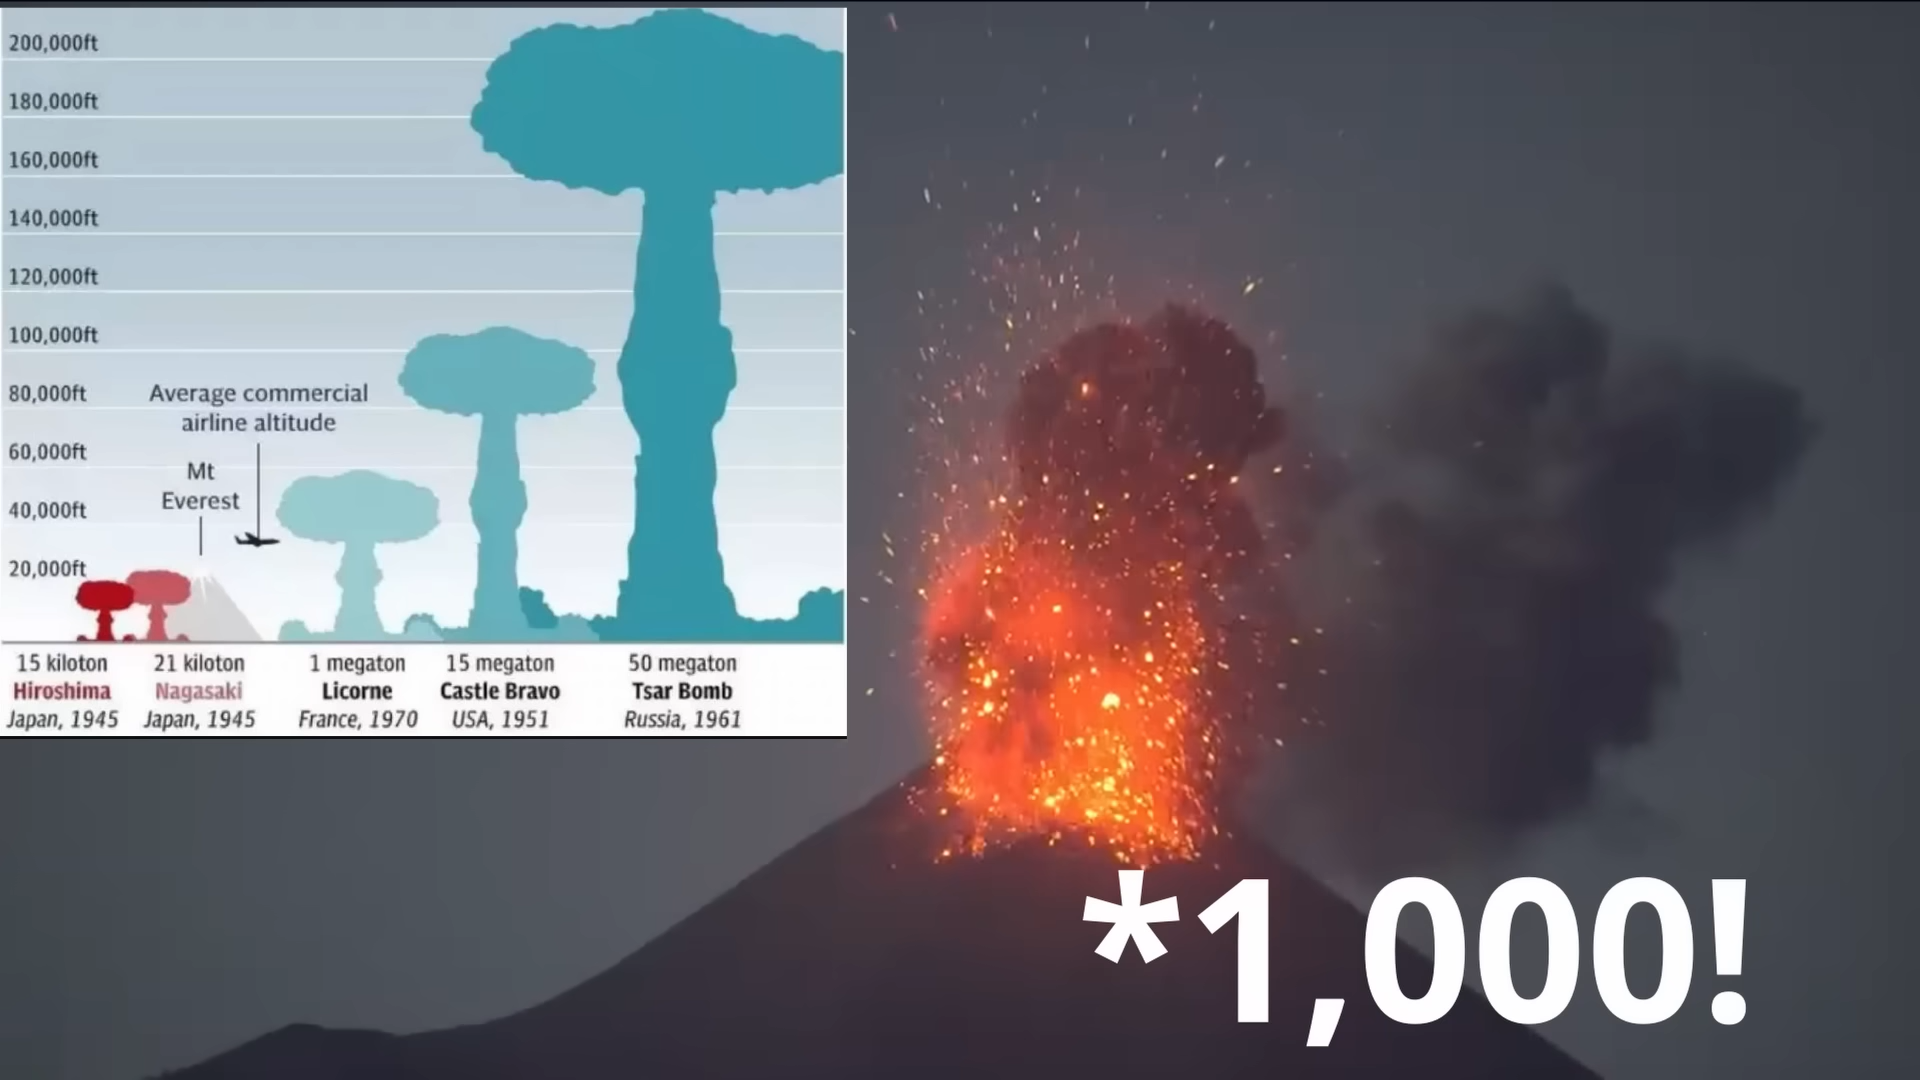 200,000ft
180,000ft
160,000ft
140,000ft
120,000ft
100,000ft
80,000ft
Average commercial
airline altitude
60,000ft
Mt
Everest
40,000ft
20,000ft
15 kiloton
Hiroshima
Japan, 1945
21 kiloton
Nagasaki
Japan, 1945
1 megaton
Licorne
France, 1970
15 megaton
Castle Bravo
USA, 1951
50 megaton
Tsar Bomb
Russia, 1961
*1,000!